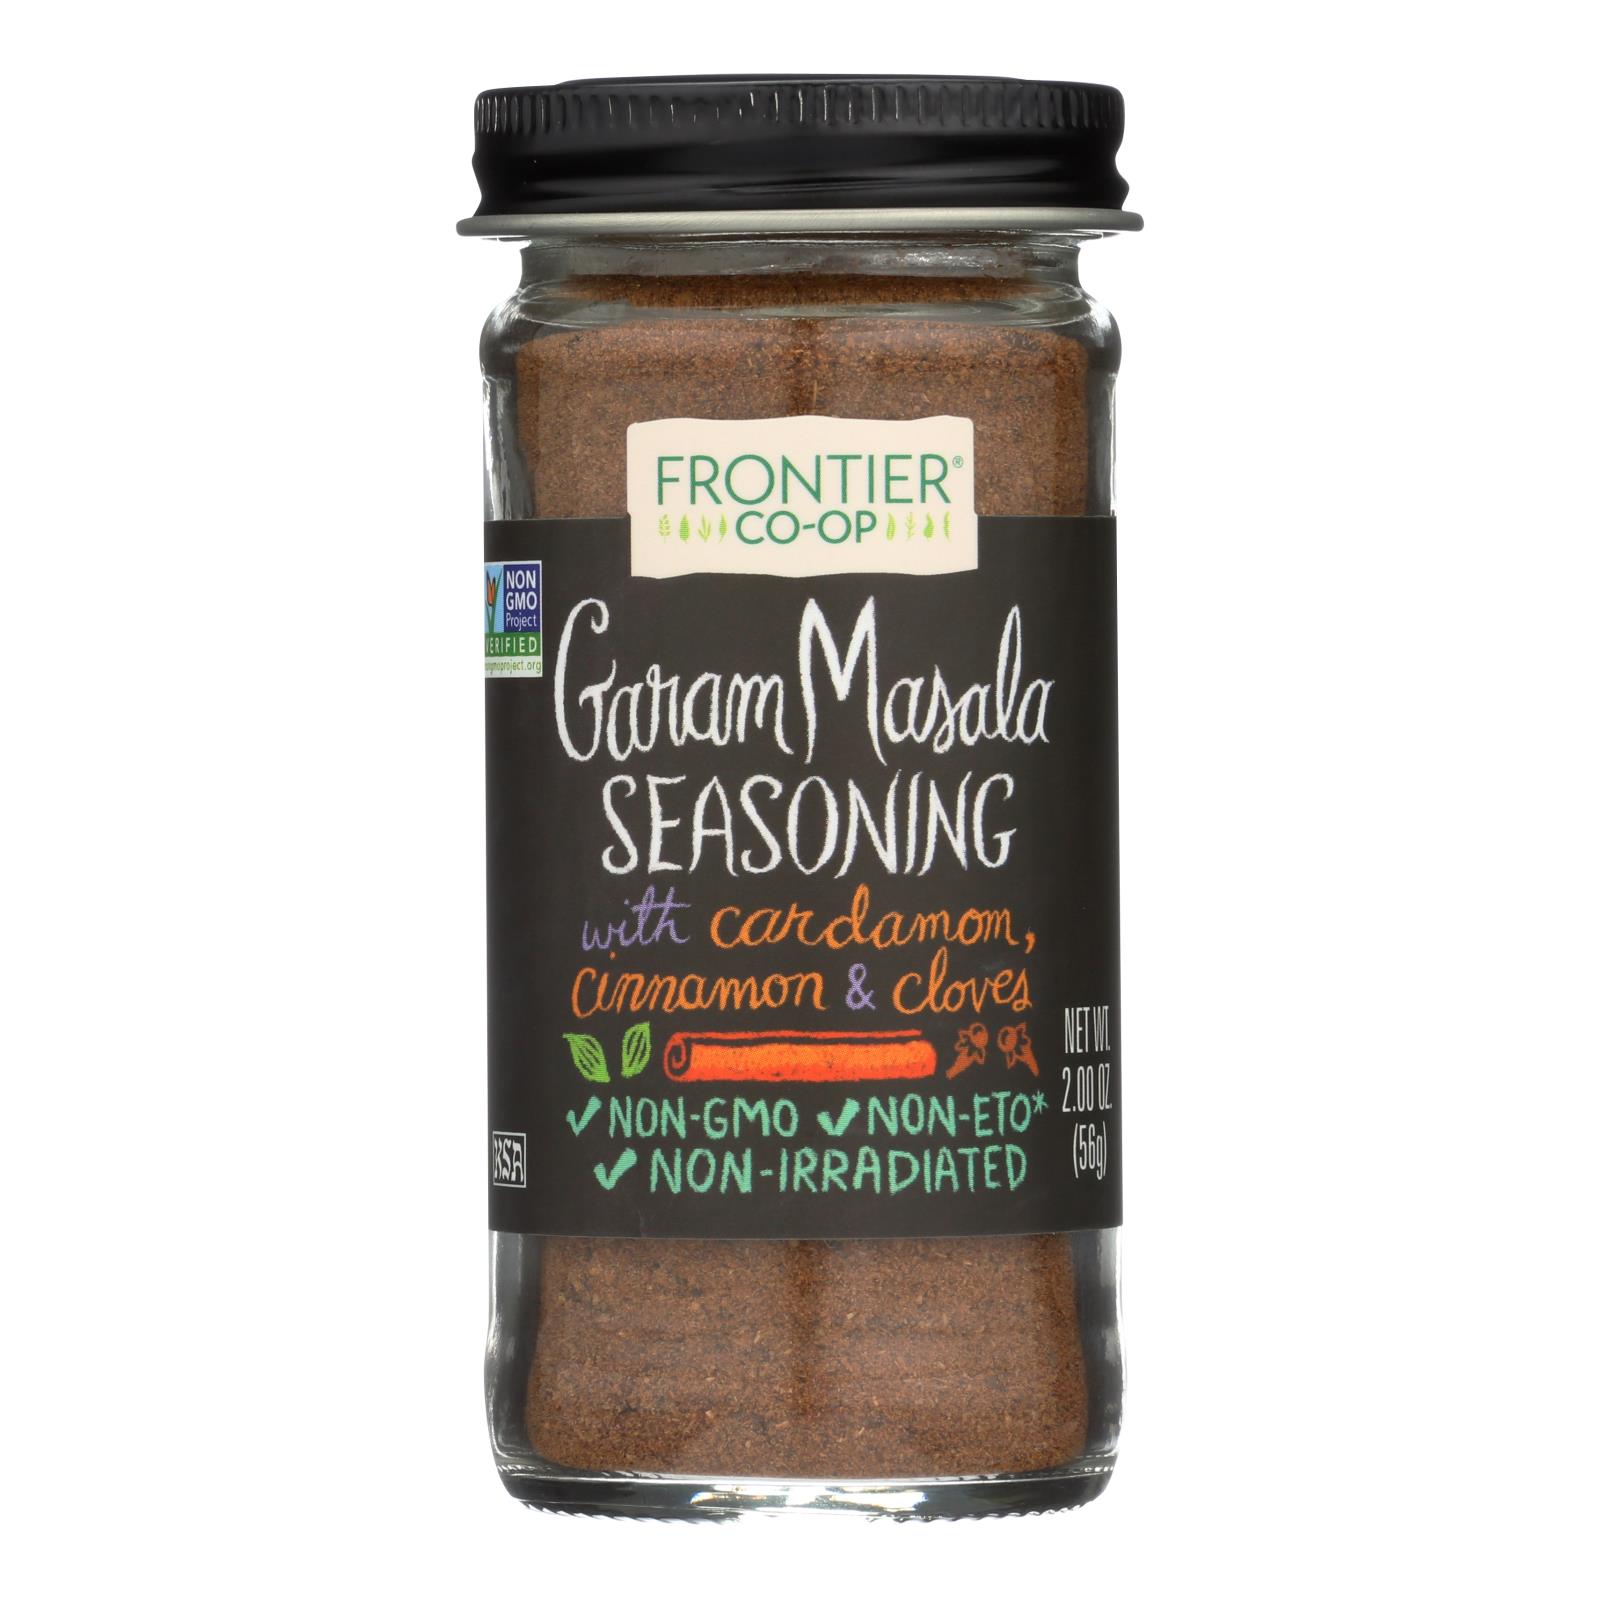 FRONTIER®
CO-OP
NON
GMO
Project
VERIFIED
Garam Masala
SEASONING
with cardamom,
cinnamon & cloves
✓NON-GMO ✓NON-ETO*
✓NON-IRRADIATED
NET WT.
2.00 OZ.
(56g)
KSA